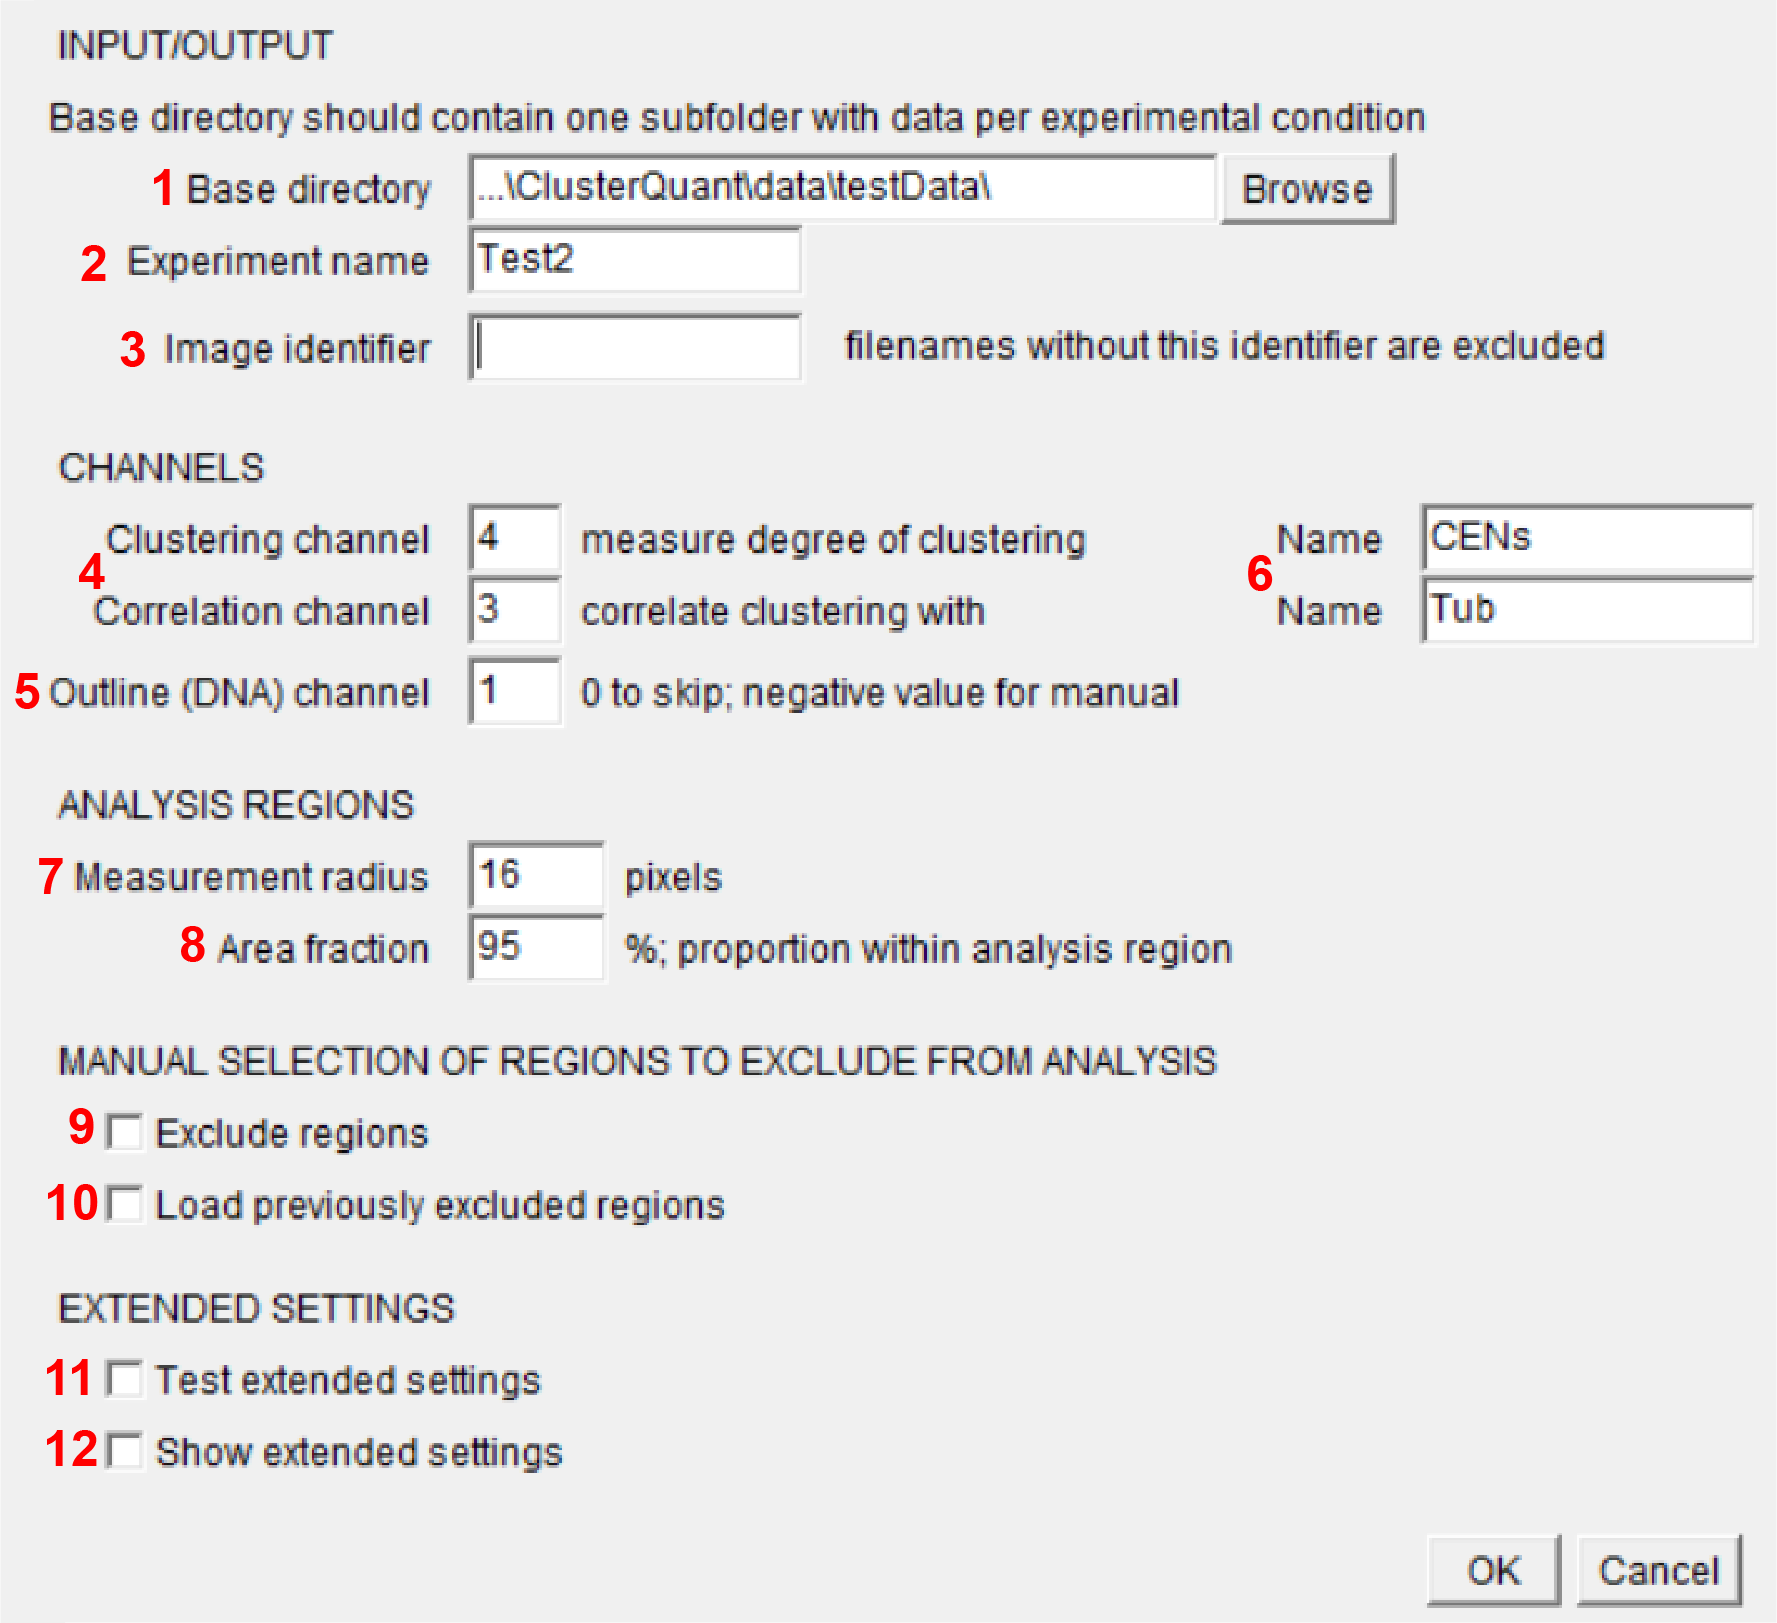 INPUT/OUTPUT
Base directory should contain one subfolder with data per experimental condition
1 Base directory ...\ClusterQuant\data\testData\ Browse
2 Experiment name Test2
3 Image identifier filenames without this identifier are excluded
CHANNELS
Clustering channel 4 measure degree of clustering Name CENs
4 6
Correlation channel 3 correlate clustering with Name Tub
5 Outline (DNA) channel 1 0 to skip; negative value for manual
ANALYSIS REGIONS
7 Measurement radius 16 pixels
8 Area fraction 95 %; proportion within analysis region
MANUAL SELECTION OF REGIONS TO EXCLUDE FROM ANALYSIS
9 Exclude regions
10 Load previously excluded regions
EXTENDED SETTINGS
11 Test extended settings
12 Show extended settings
OK Cancel